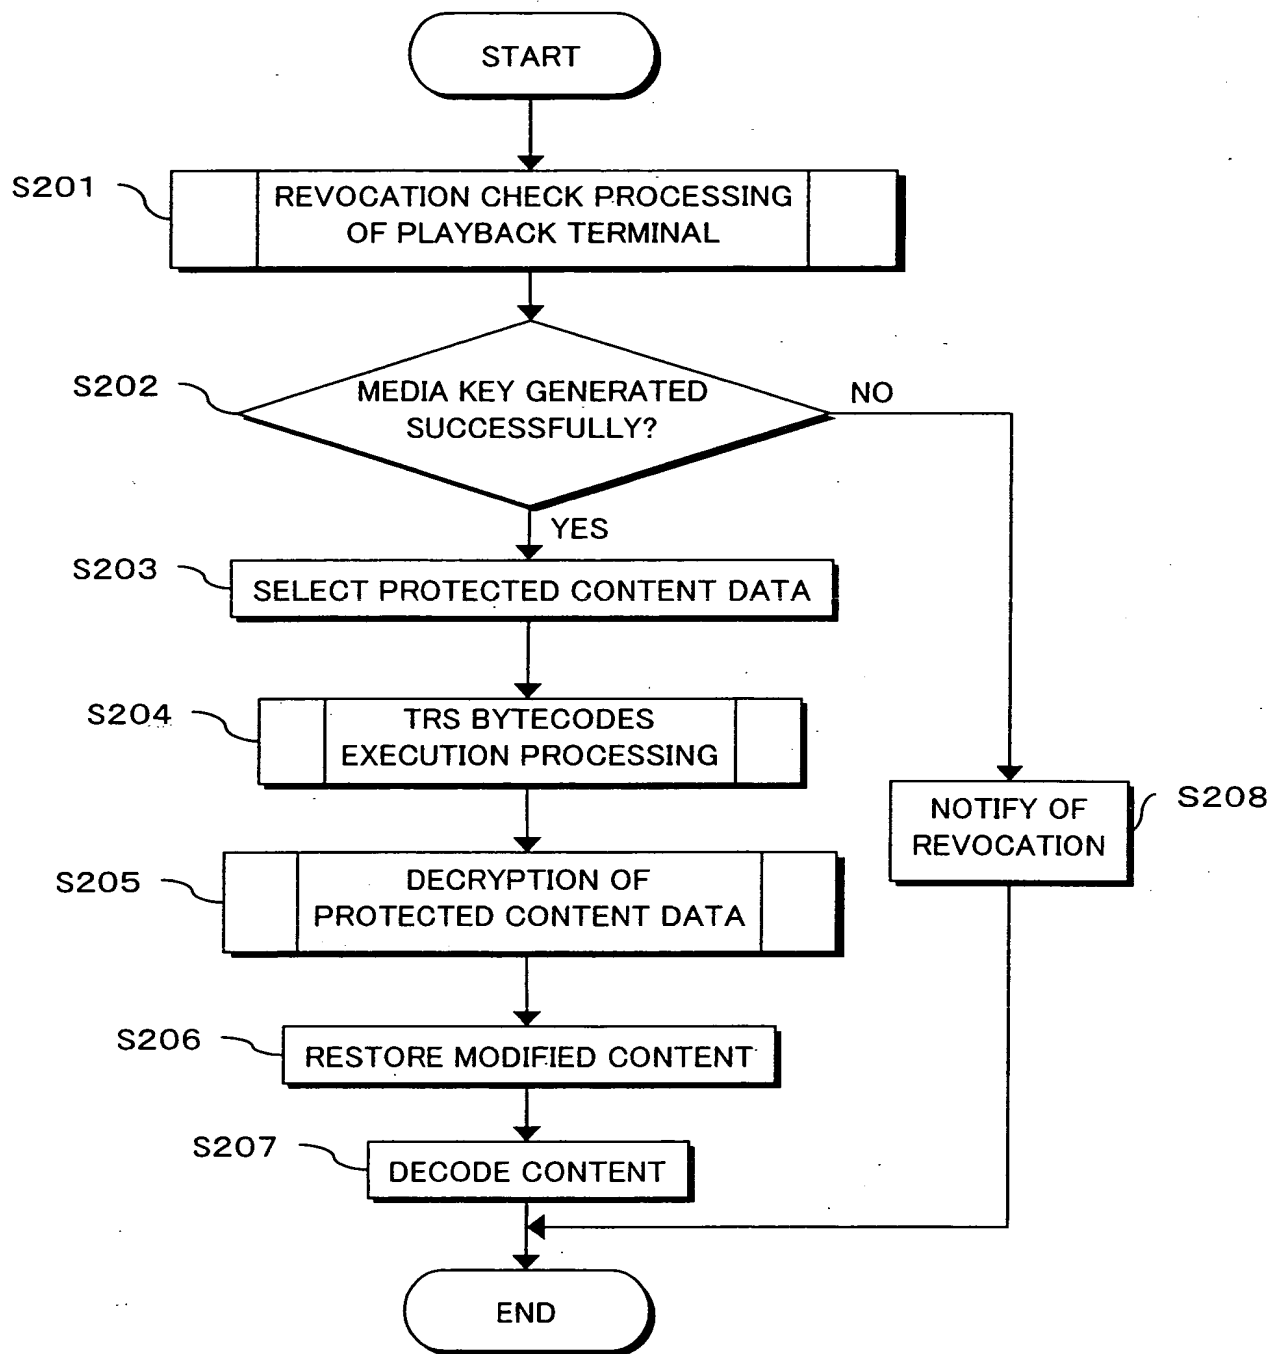 START
S201
REVOCATION CHECK PROCESSING
OF PLAYBACK TERMINAL
S202
MEDIA KEY GENERATED
SUCCESSFULLY?
NO
YES
S203
SELECT PROTECTED CONTENT DATA
S204
TRS BYTECODES
EXECUTION PROCESSING
NOTIFY OF
REVOCATION
S208
S205
DECRYPTION OF
PROTECTED CONTENT DATA
S206
RESTORE MODIFIED CONTENT
S207
DECODE CONTENT
END